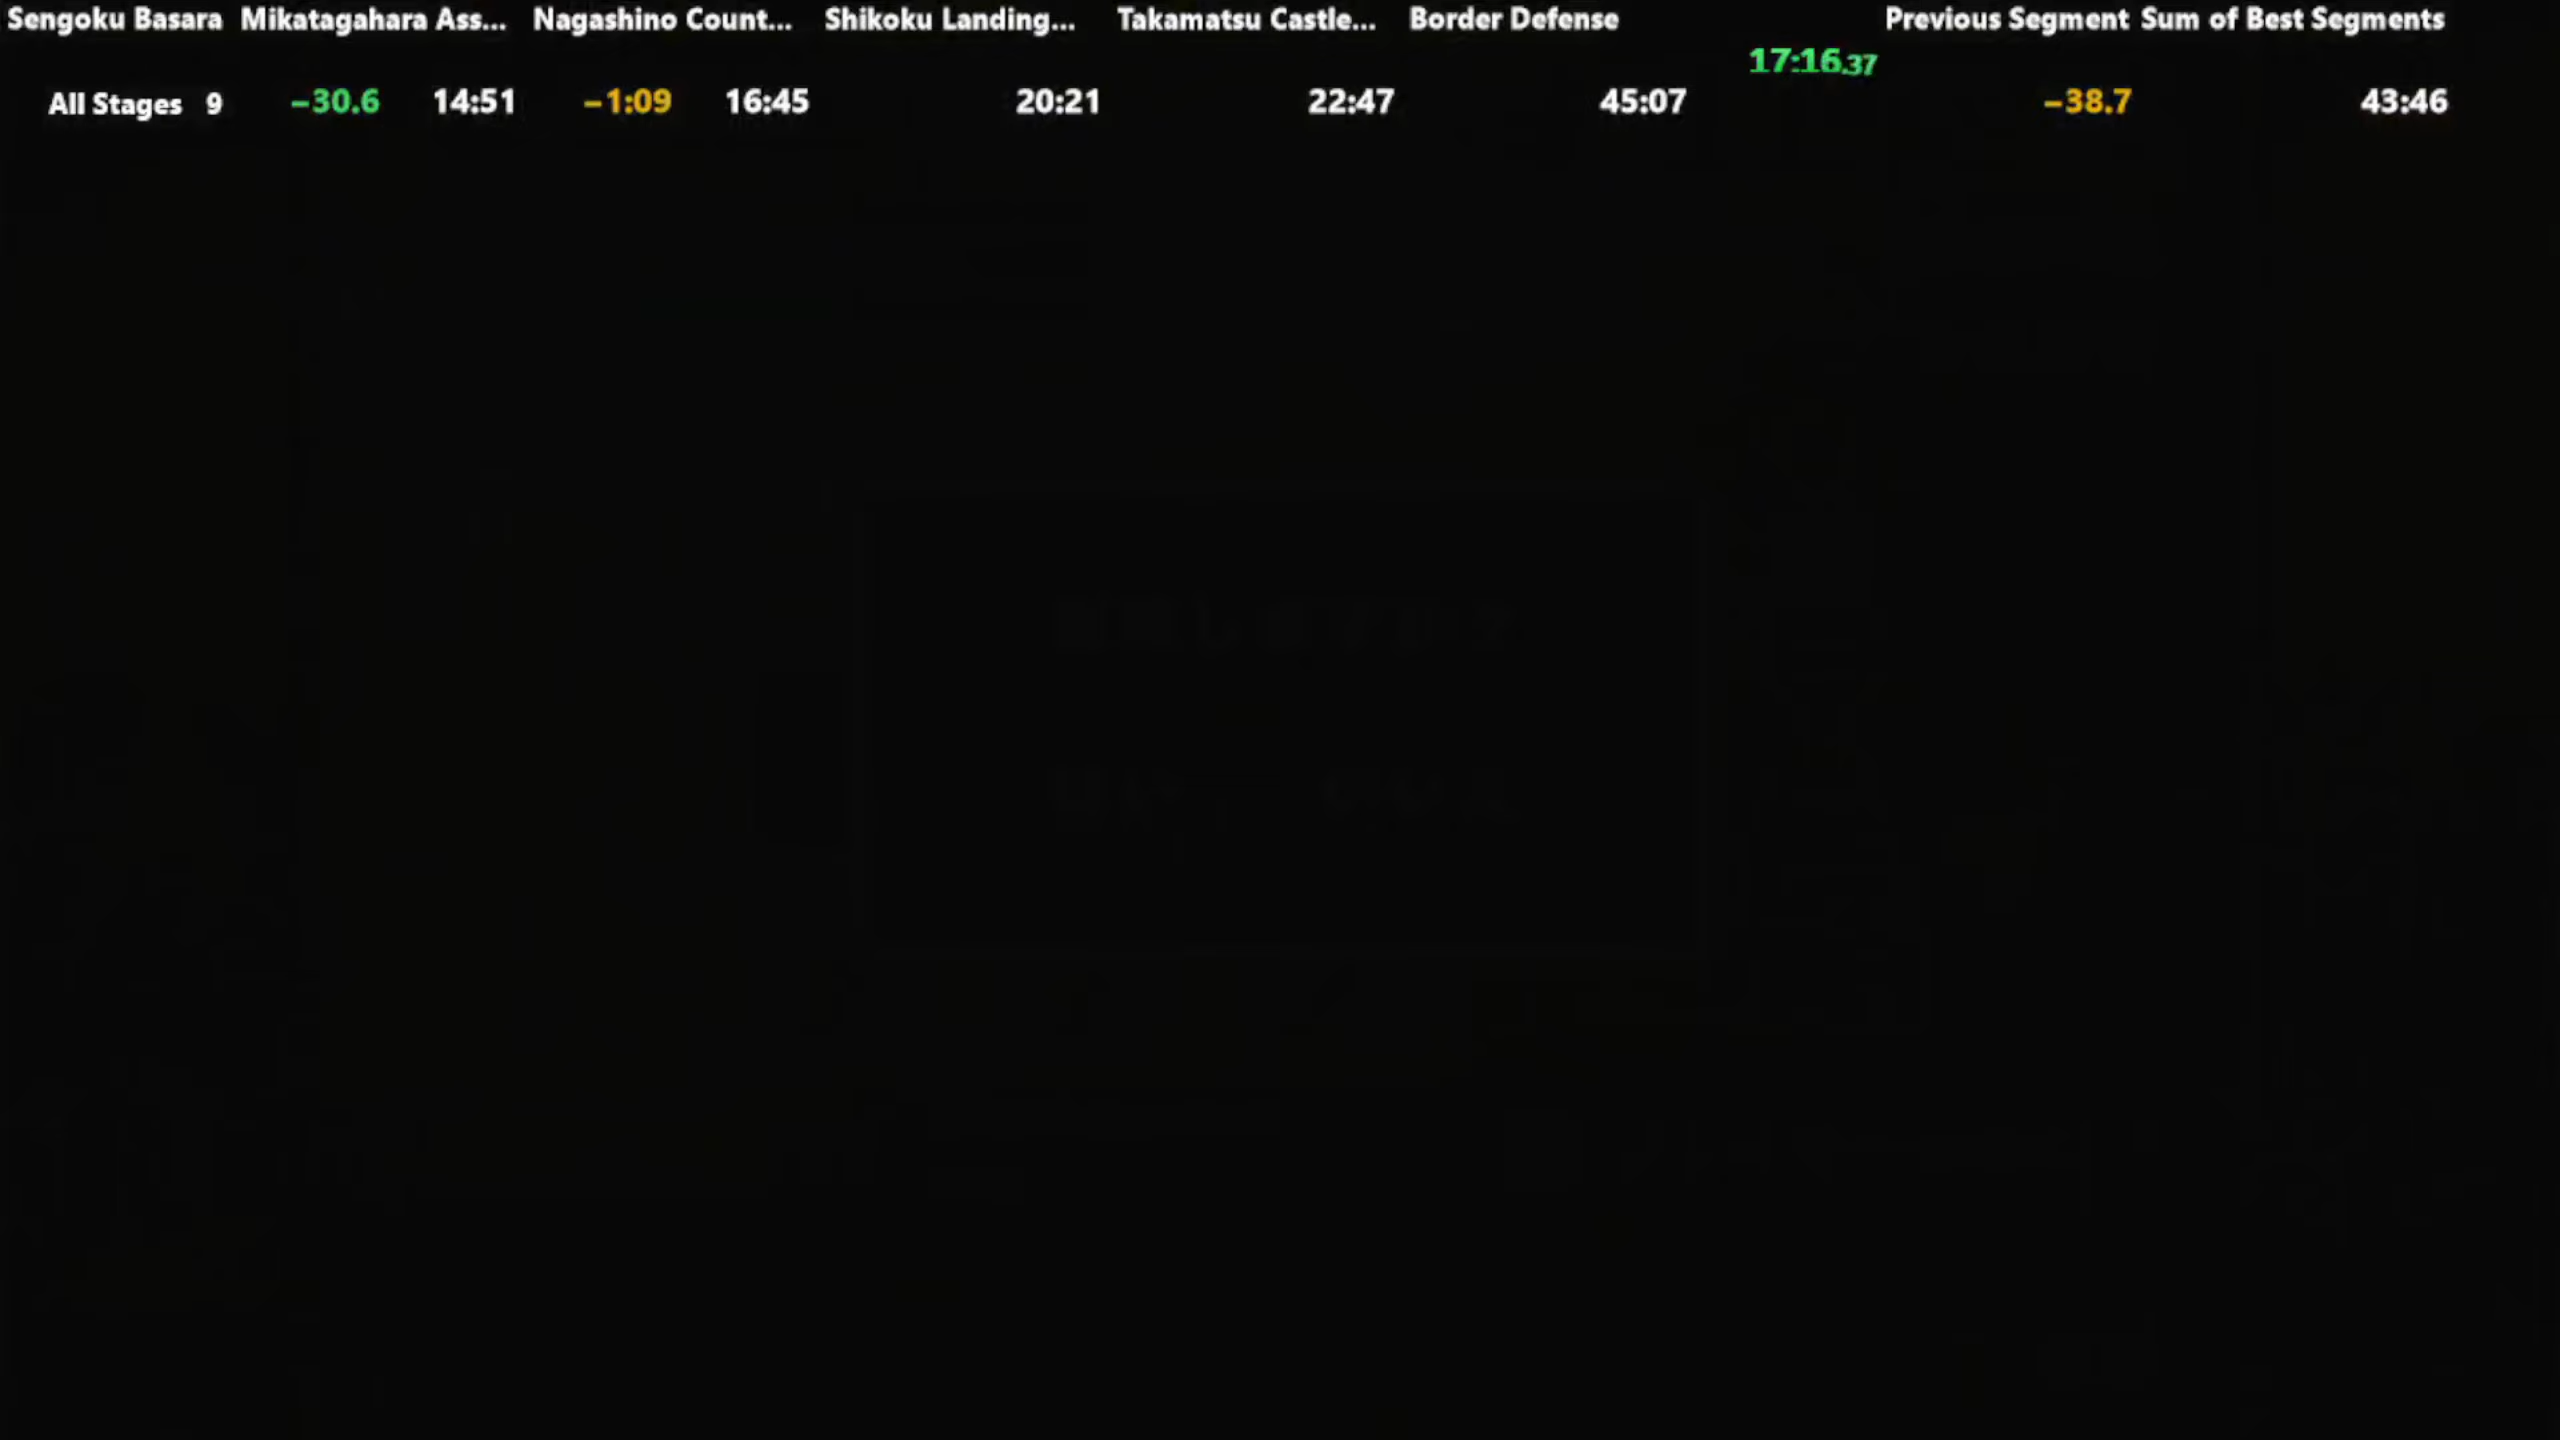 Sengoku Basara Mikatagahara Ass... Nagashino Count... Shikoku Landing... Takamatsu Castle... Border Defense Previous Segment Sum of Best Segments
17:16.37
All Stages 9 −30.6 14:51 −1:09 16:45 20:21 22:47 45:07 −38.7 43:46